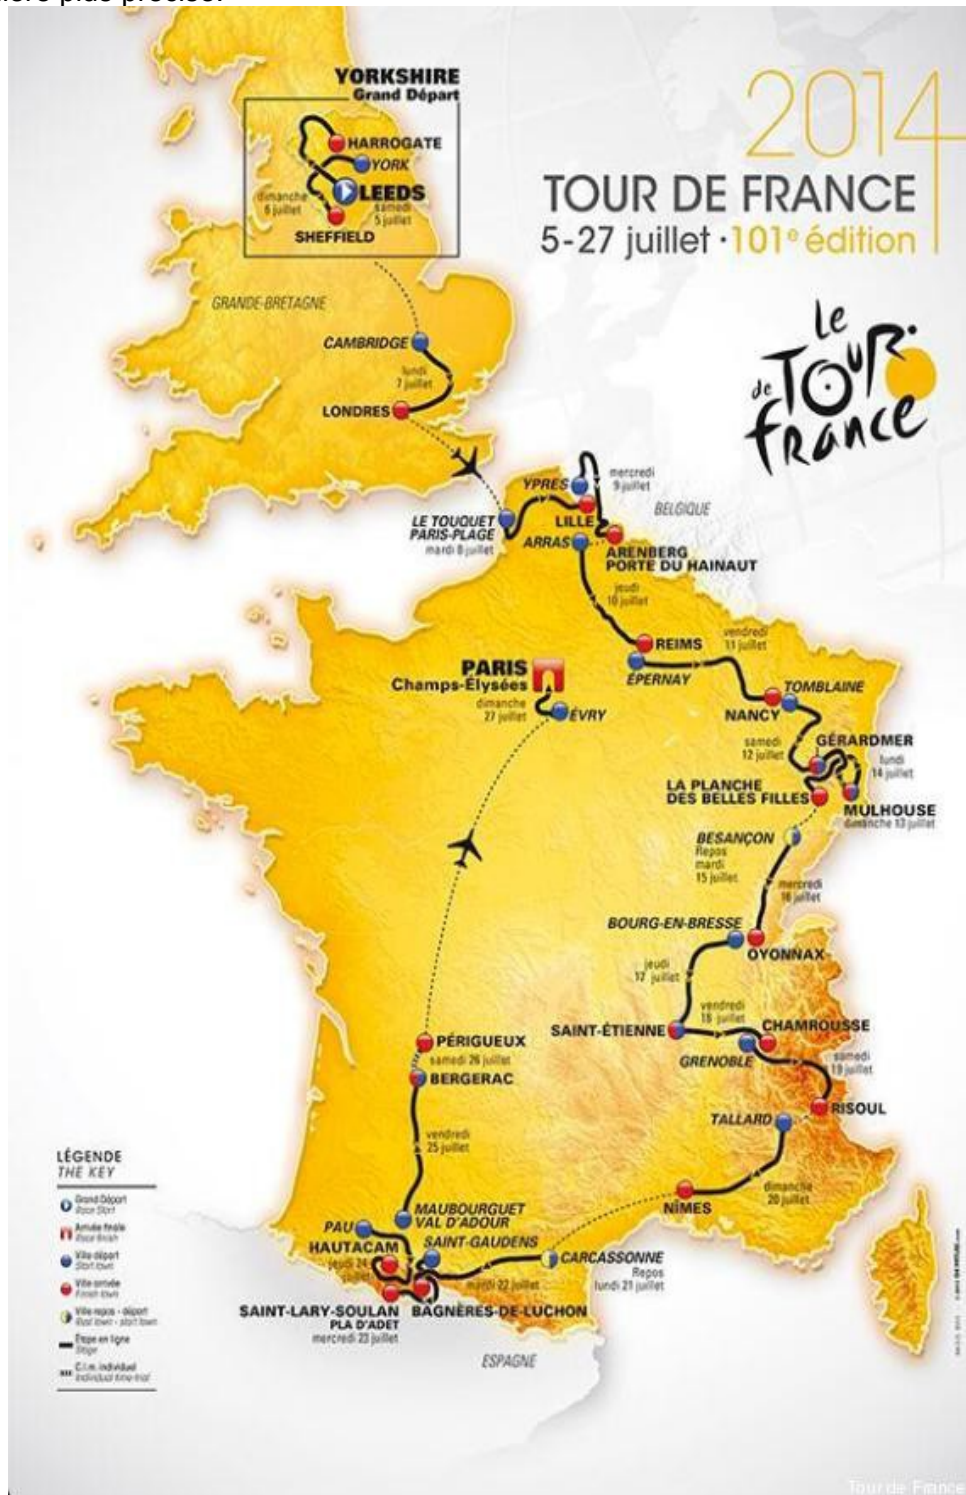 plus précise.
YORKSHIRE
Grand Départ
HARROGATE
YORK
LEEDS
dimanche
6 juillet
samedi
5 juillet
SHEFFIELD
2014
TOUR DE FRANCE
5-27 juillet · 101e édition
Le
TOUR
de
france
GRANDE-BRETAGNE
CAMBRIDGE
lundi
7 juillet
LONDRES
YPRES
mercredi
9 juillet
BELGIQUE
LE TOUQUET
PARIS-PLAGE
mardi 8 juillet
LILLE
ARRAS
ARENBERG
PORTE DU HAINAUT
jeudi
10 juillet
REIMS
vendredi
11 juillet
ÉPERNAY
PARIS
Champs-Élysées
dimanche
27 juillet
ÉVRY
TOMBLAINE
NANCY
samedi
12 juillet
GÉRARDMER
lundi
14 juillet
LA PLANCHE
DES BELLES FILLES
MULHOUSE
dimanche 13 juillet
BESANÇON
Repos
mardi
15 juillet
mercredi
16 juillet
BOURG-EN-BRESSE
OYONNAX
jeudi
17 juillet
vendredi
18 juillet
SAINT-ÉTIENNE
CHAMROUSSE
GRENOBLE
samedi
19 juillet
PÉRIGUEUX
samedi 26 juillet
BERGERAC
RISOUL
TALLARD
vendredi
25 juillet
dimanche
20 juillet
NÎMES
MAUBOURGUET
VAL D'ADOUR
PAU
SAINT-GAUDENS
HAUTACAM
jeudi 24
juillet
CARCASSONNE
Repos
lundi 21 juillet
mardi 22 juillet
SAINT-LARY-SOULAN
PLA D'ADET
mercredi 23 juillet
BAGNÈRES-DE-LUCHON
ESPAGNE
LÉGENDE
THE KEY
Grand Départ
Race Start
Arrivée finale
Race finish
Ville départ
Start town
Ville arrivée
Finish town
Ville repos - départ
Rest town - start town
Étape en ligne
Stage
C.l.m. individuel
Individual time-trial
Tour de France